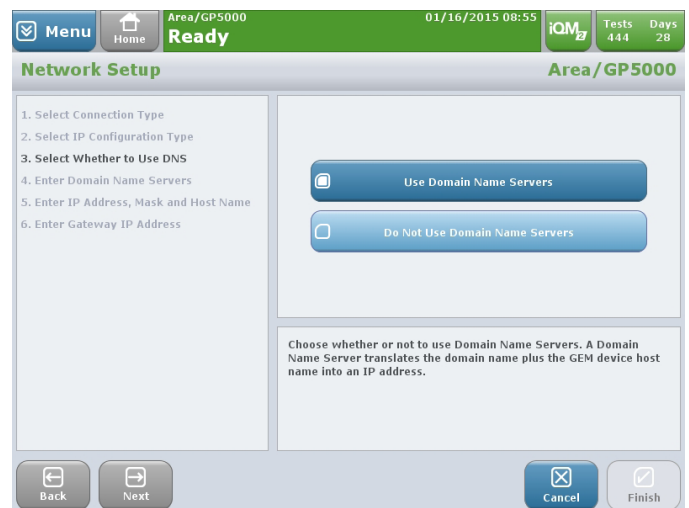 Menu
Home
Area/GP5000
Ready
01/16/2015 08:55
iQM2
Tests Days
444 28
Network Setup
Area/GP5000
1. Select Connection Type
2. Select IP Configuration Type
3. Select Whether to Use DNS
4. Enter Domain Name Servers
5. Enter IP Address, Mask and Host Name
6. Enter Gateway IP Address
Use Domain Name Servers
Do Not Use Domain Name Servers
Choose whether or not to use Domain Name Servers. A Domain
Name Server translates the domain name plus the GEM device host
name into an IP address.
Back
Next
Cancel
Finish